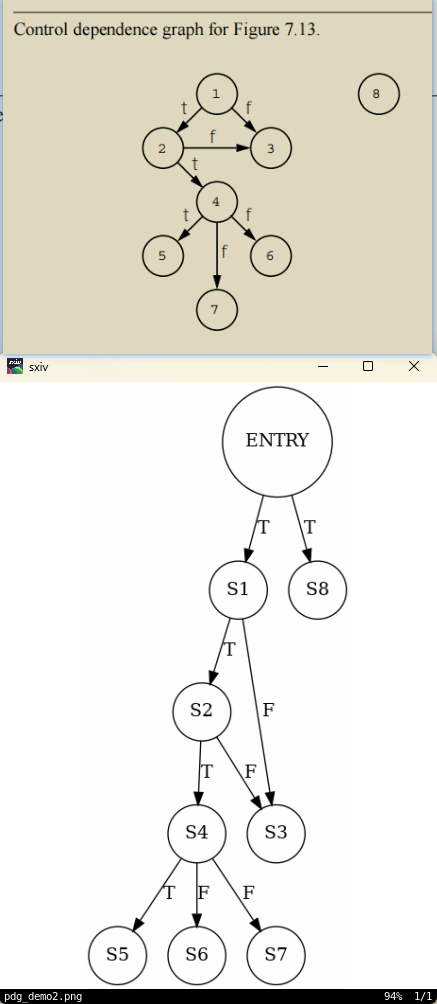 Control dependence graph for Figure 7.13.
1
8
t
f
2
f
3
t
4
t
f
5
f
6
7
sxiv
ENTRY
T
T
S1
S8
T
S2
F
T
F
S4
S3
T
F
F
S5
S6
S7
pdg_demo2.png
94% 1/1